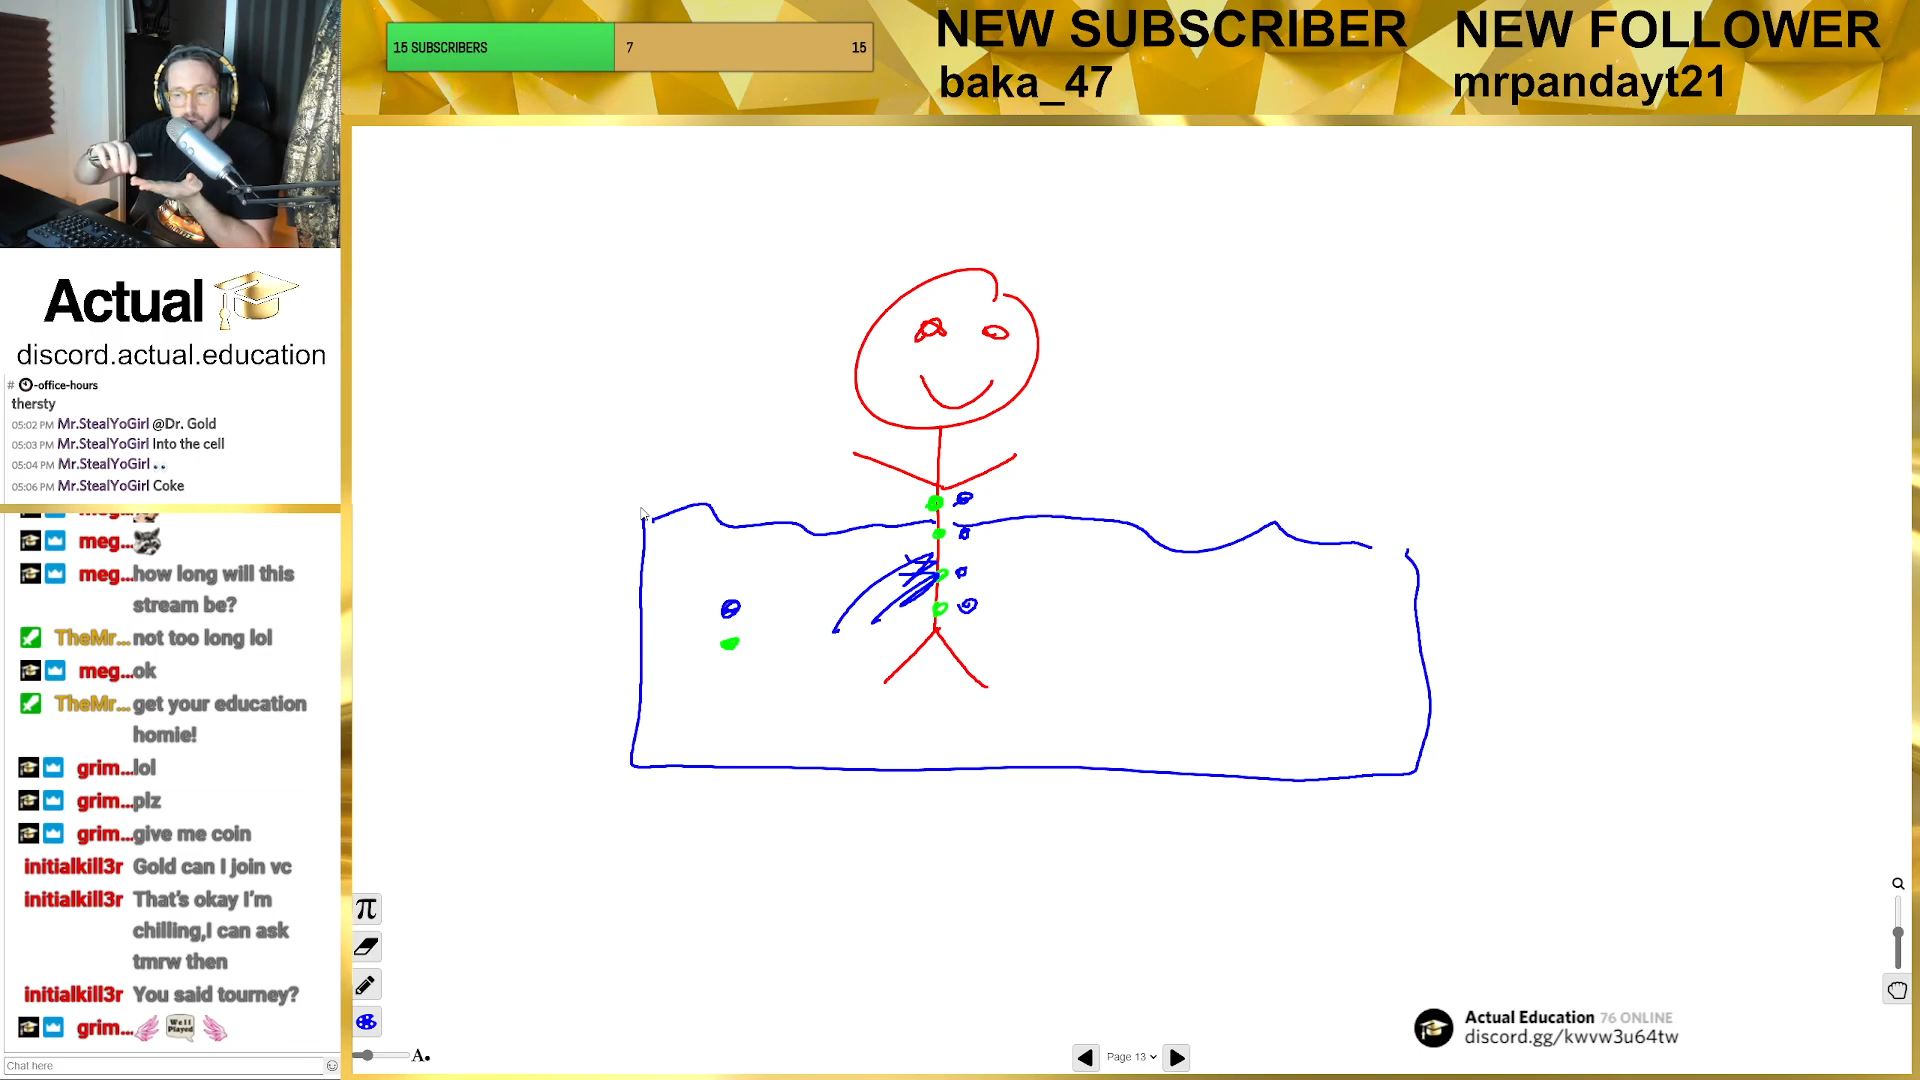 15 SUBSCRIBERS
7
15
NEW SUBSCRIBER
baka_47
NEW FOLLOWER
mrpandayt21
Actual
discord.actual.education
# -office-hours
thersty
05:02 PM Mr.StealYoGirl @Dr. Gold
05:03 PM Mr.StealYoGirl Into the cell
05:04 PM Mr.StealYoGirl
05:06 PM Mr.StealYoGirl Coke
meg...
meg...how long will this
stream be?
TheMr...not too long lol
meg...ok
TheMr...get your education
homie!
grim...lol
grim...plz
grim...give me coin
initialkill3r Gold can I join vc
initialkill3r That's okay I'm
chilling,I can ask
tmrw then
initialkill3r You said tourney?
grim... Well Played
Chat here
π
A.
Page 13
Actual Education 76 ONLINE
discord.gg/kwvw3u64tw